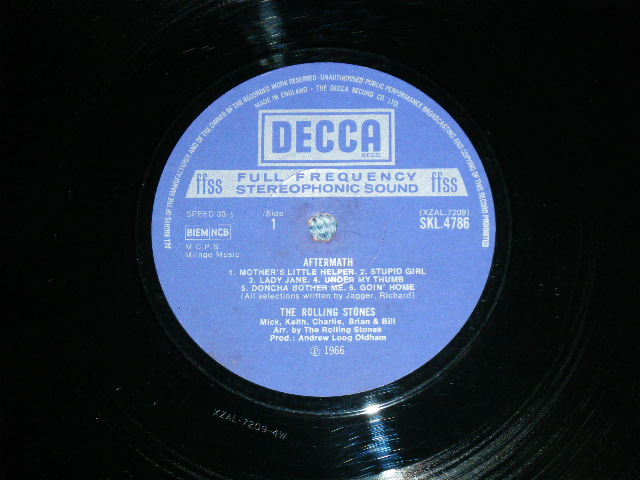 ALL RIGHTS OF THE MANUFACTURER AND OF THE OWNER OF THE RECORDED WORK RESERVED · UNAUTHORISED PUBLIC PERFORMANCE BROADCASTING AND COPYING OF THIS RECORD PROHIBITED
MADE IN ENGLAND · THE DECCA RECORD CO. LTD.
DECCA
REGD.
ffss FULL FREQUENCY ffss
STEREOPHONIC SOUND
SPEED 33⅓ Side (XZAL.7209)
1 SKL.4786
BIEM NCB
M.C.P.S.
Mirage Music
AFTERMATH
1. MOTHER'S LITTLE HELPER. 2. STUPID GIRL
3. LADY JANE. 4. UNDER MY THUMB
5. DONCHA BOTHER ME. 6. GOIN' HOME
(All selections written by Jagger, Richard)
THE ROLLING STONES
Mick, Keith, Charlie, Brian & Bill
Arr. by The Rolling Stones
Prod.: Andrew Loog Oldham
Ⓟ 1966
XZAL-7209-4W